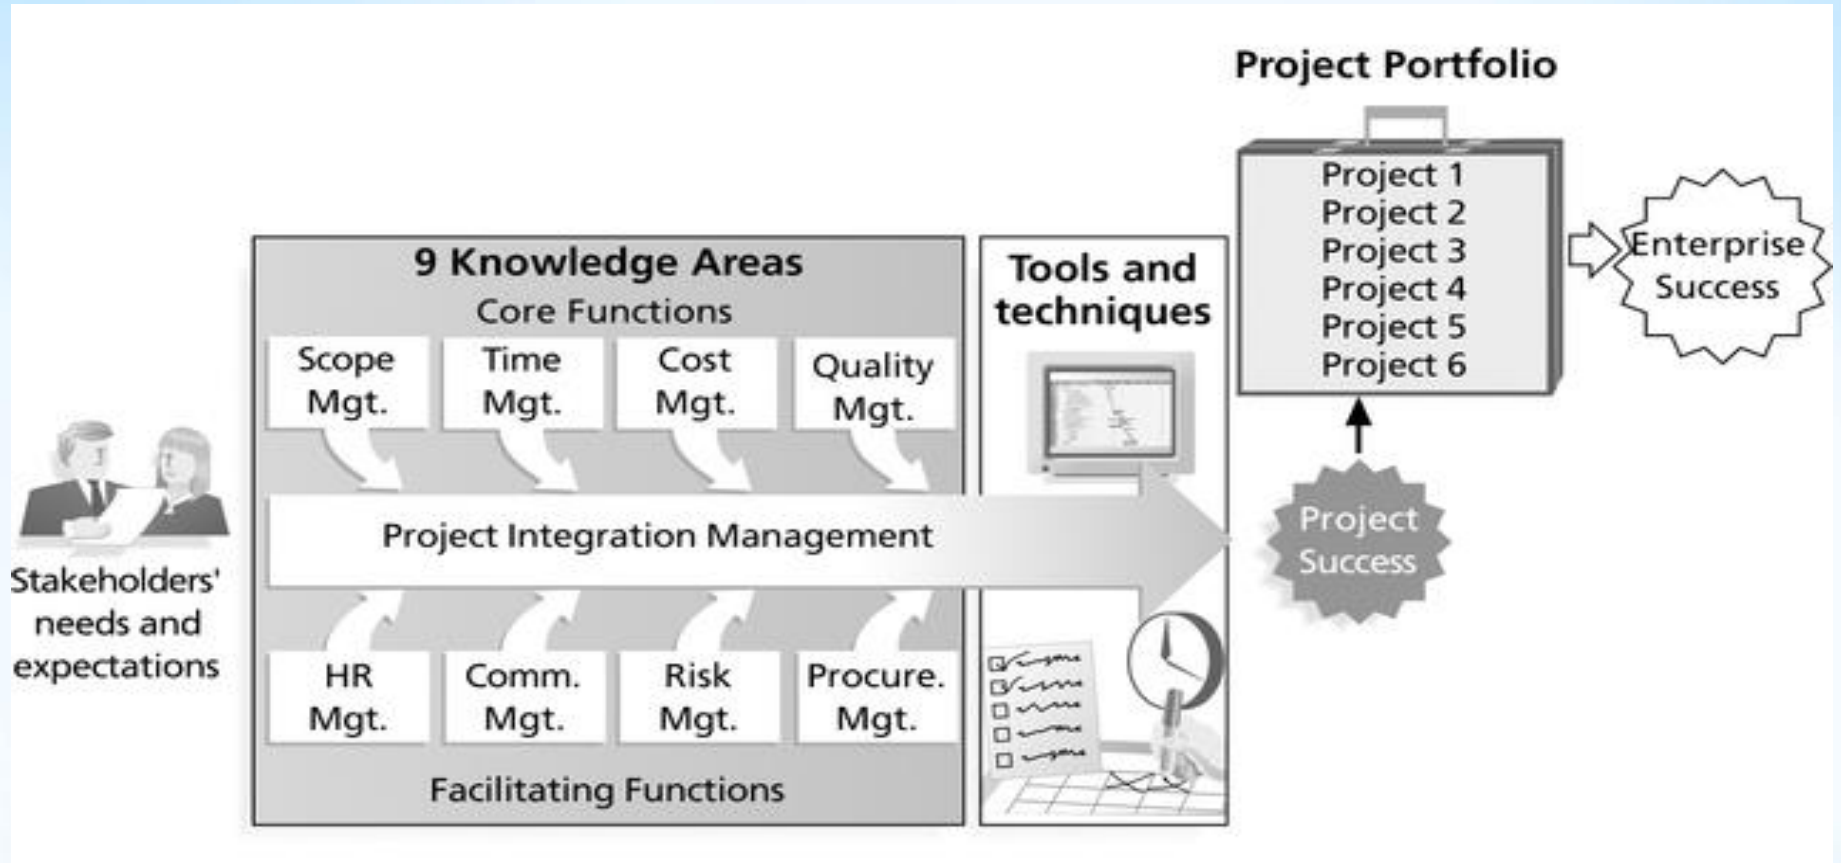 Project Portfolio
Project 1
Project 2
Project 3
Project 4
Project 5
Project 6
Enterprise
Success
9 Knowledge Areas
Core Functions
Scope
Mgt.
Time
Mgt.
Cost
Mgt.
Quality
Mgt.
Tools and
techniques
Stakeholders'
needs and
expectations
Project Integration Management
Project
Success
HR
Mgt.
Comm.
Mgt.
Risk
Mgt.
Procure.
Mgt.
Facilitating Functions